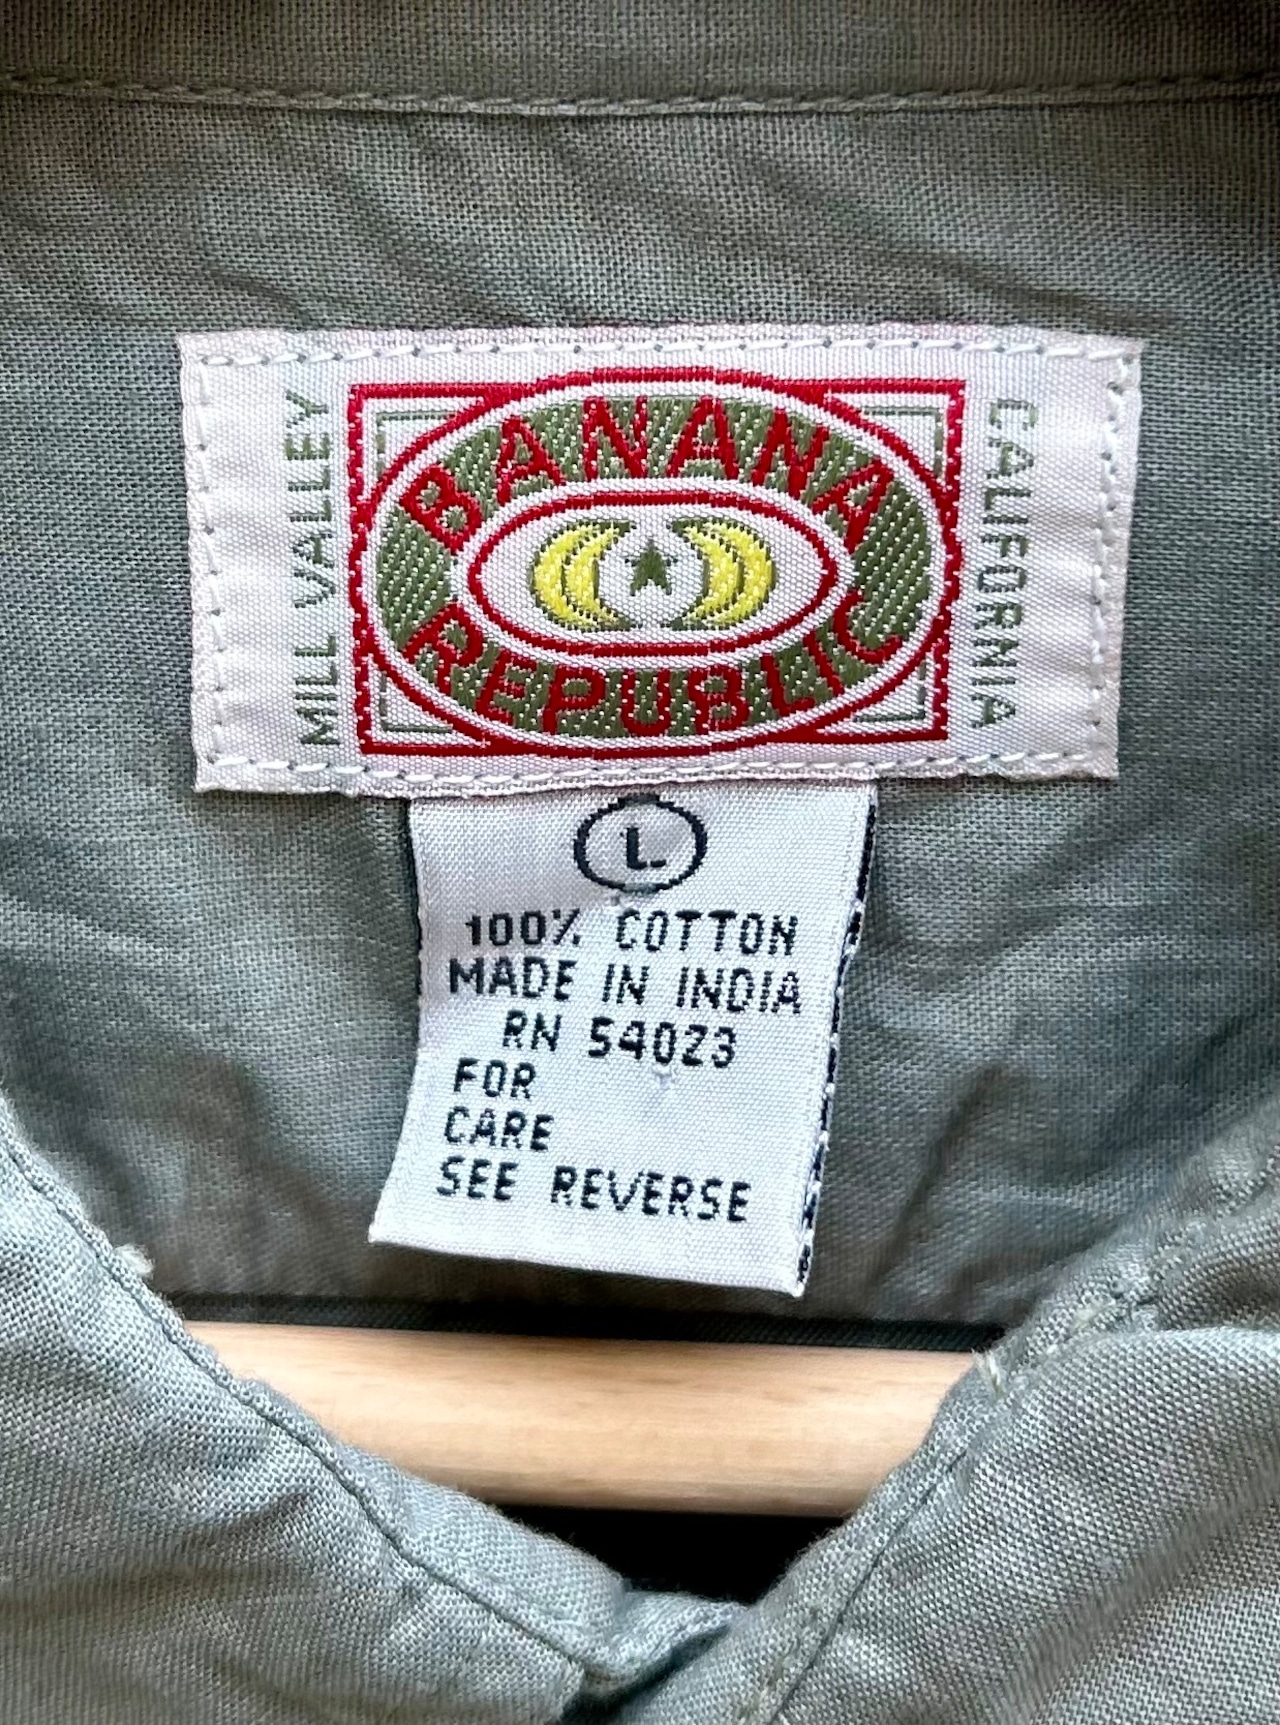 MILL VALLEY
BANANA
REPUBLIC
CALIFORNIA
L.
100% COTTON
MADE IN INDIA
RN 54023
FOR
CARE
SEE REVERSE